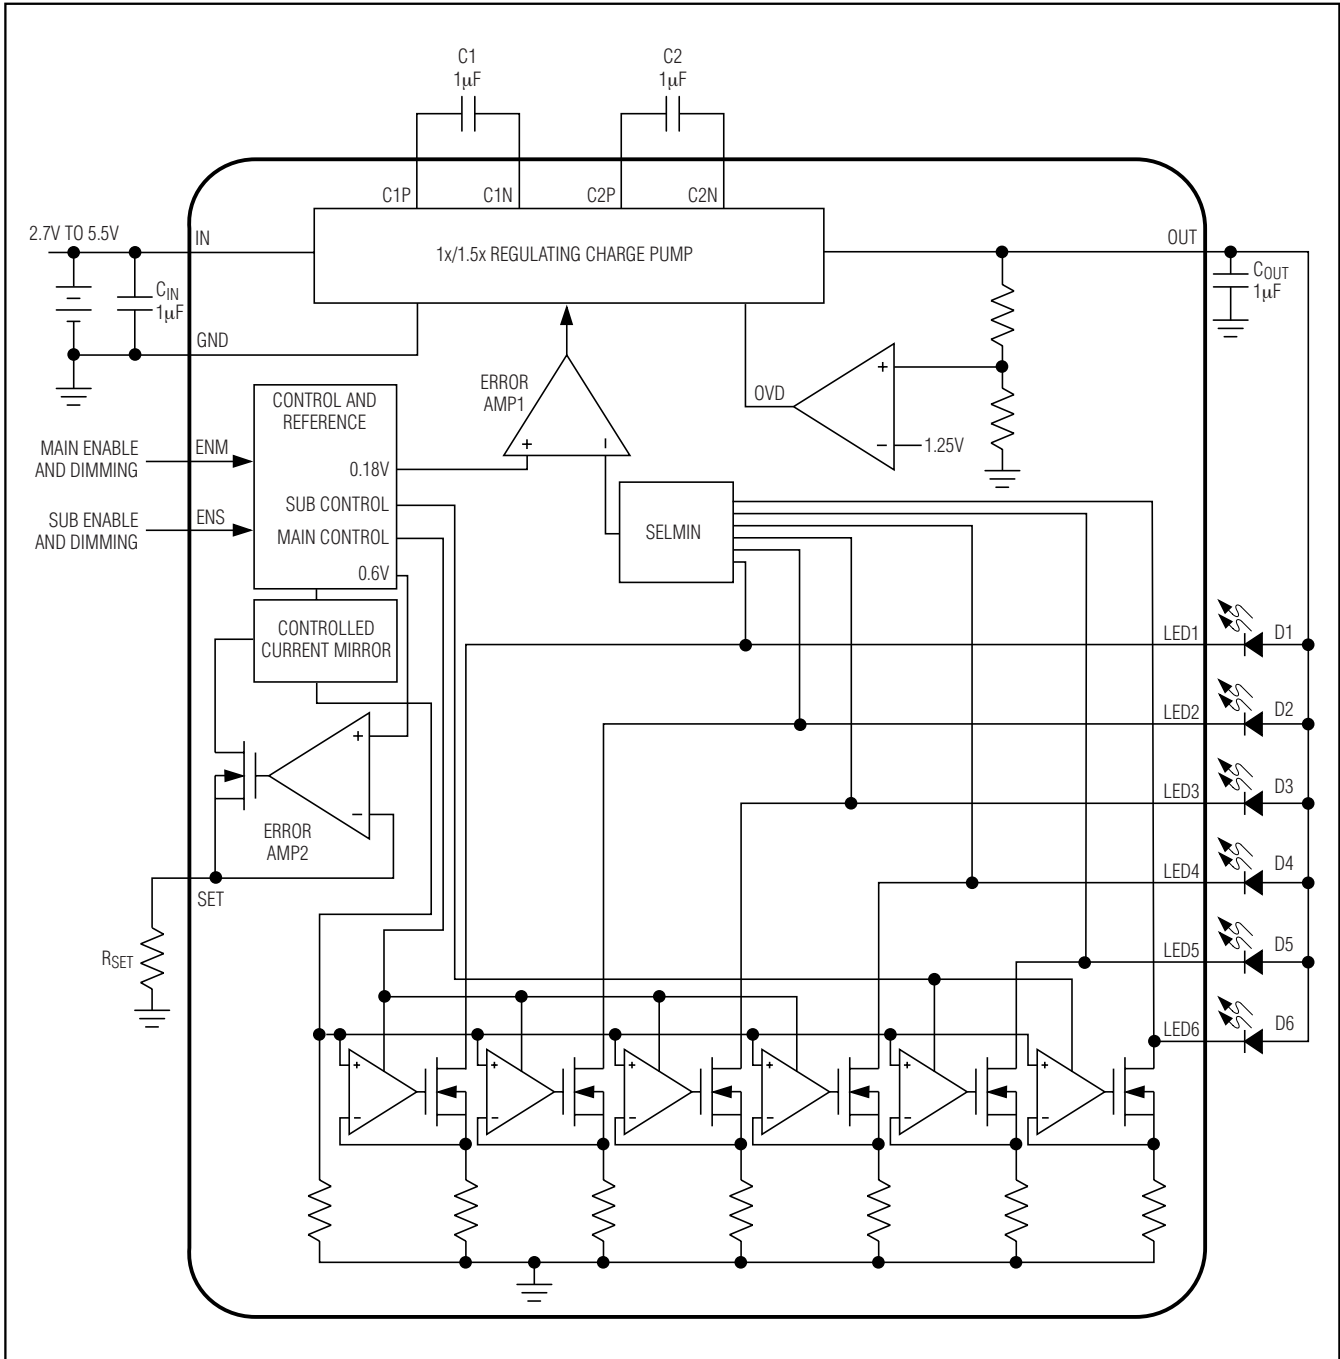 C1
1µF
C2
1µF
C1P
C1N
C2P
C2N
2.7V TO 5.5V
IN
1x/1.5x REGULATING CHARGE PUMP
OUT
CIN
1µF
COUT
1µF
GND
ERROR
AMP1
OVD
+
−
1.25V
CONTROL AND
REFERENCE
MAIN ENABLE
AND DIMMING
ENM
+
−
0.18V
SUB ENABLE
AND DIMMING
ENS
SUB CONTROL
MAIN CONTROL
0.6V
SELMIN
CONTROLLED
CURRENT MIRROR
LED1
D1
LED2
D2
+
−
ERROR
AMP2
LED3
D3
SET
LED4
D4
RSET
LED5
D5
LED6
D6
+
+
+
+
+
+
−
−
−
−
−
−